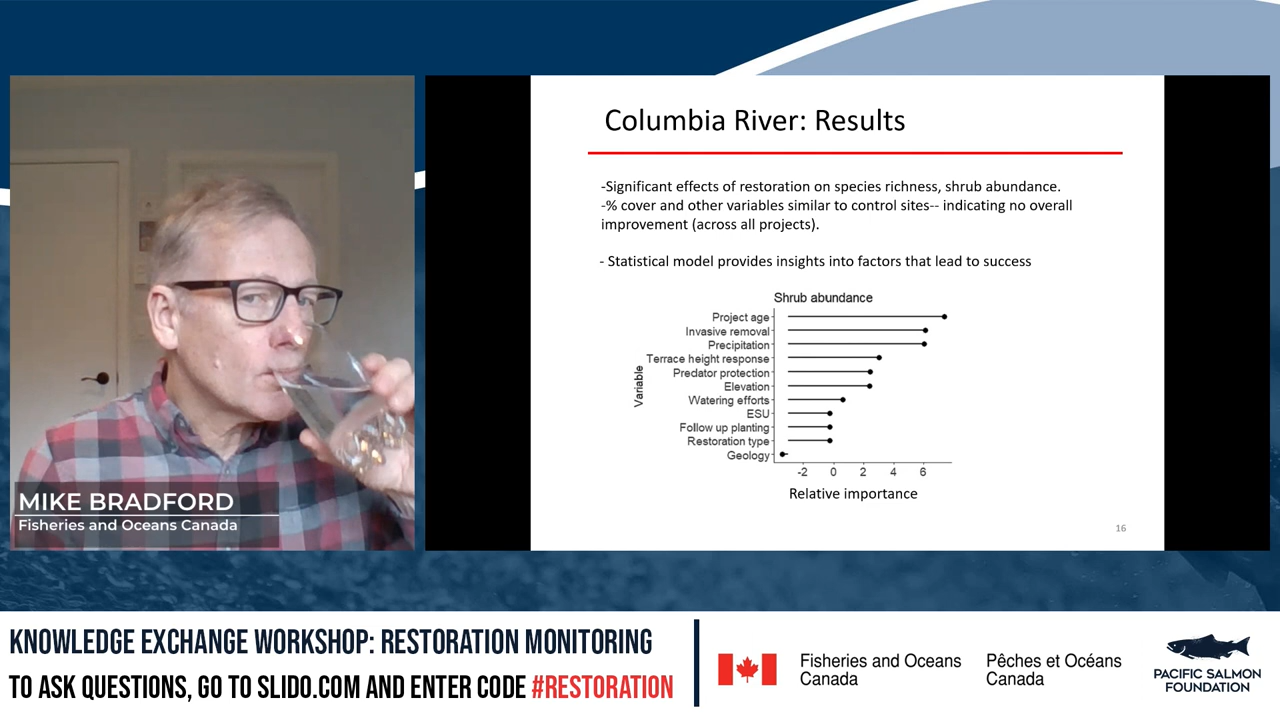 Columbia River: Results
-Significant effects of restoration on species richness, shrub abundance.
-% cover and other variables similar to control sites-- indicating no overall
improvement (across all projects).
- Statistical model provides insights into factors that lead to success
Shrub abundance
Variable
Project age
Invasive removal
Precipitation
Terrace height response
Predator protection
Elevation
Watering efforts
ESU
Follow up planting
Restoration type
Geology
-2 0 2 4 6
Relative importance
16
MIKE BRADFORD
Fisheries and Oceans Canada
KNOWLEDGE EXCHANGE WORKSHOP: RESTORATION MONITORING
TO ASK QUESTIONS, GO TO SLIDO.COM AND ENTER CODE #RESTORATION
Fisheries and Oceans
Canada
Pêches et Océans
Canada
PACIFIC SALMON
FOUNDATION